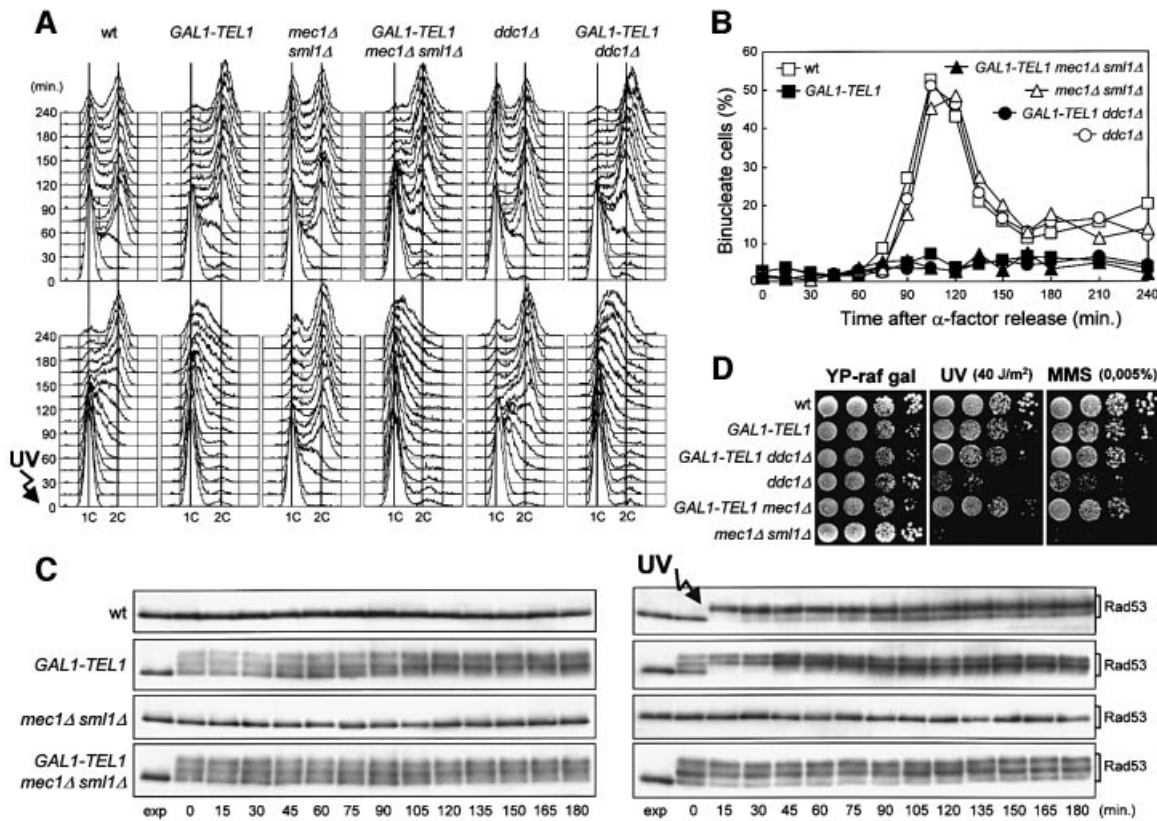 A
wt
GAL1-TEL1
mec1Δ sml1Δ
GAL1-TEL1 mec1Δ sml1Δ
ddc1Δ
GAL1-TEL1 ddc1Δ
(min.)
240
210
180
150
120
90
60
30
0
240
210
180
150
120
90
60
30
0
UV
1C 2C 1C 2C 1C 2C 1C 2C 1C 2C 1C 2C
B
Binucleate cells (%)
60
50
40
30
20
10
0
wt
GAL1-TEL1
GAL1-TEL1 mec1Δ sml1Δ
mec1Δ sml1Δ
GAL1-TEL1 ddc1Δ
ddc1Δ
0 30 60 90 120 150 180 210 240
Time after α-factor release (min.)
D
YP-raf gal UV (40 J/m²) MMS (0,005%)
wt
GAL1-TEL1
GAL1-TEL1 ddc1Δ
ddc1Δ
GAL1-TEL1 mec1Δ
mec1Δ sml1Δ
C
UV
wt
Rad53
GAL1-TEL1
Rad53
mec1Δ sml1Δ
Rad53
GAL1-TEL1
mec1Δ sml1Δ
Rad53
exp 0 15 30 45 60 75 90 105 120 135 150 165 180
exp 0 15 30 45 60 75 90 105 120 135 150 165 180 (min.)